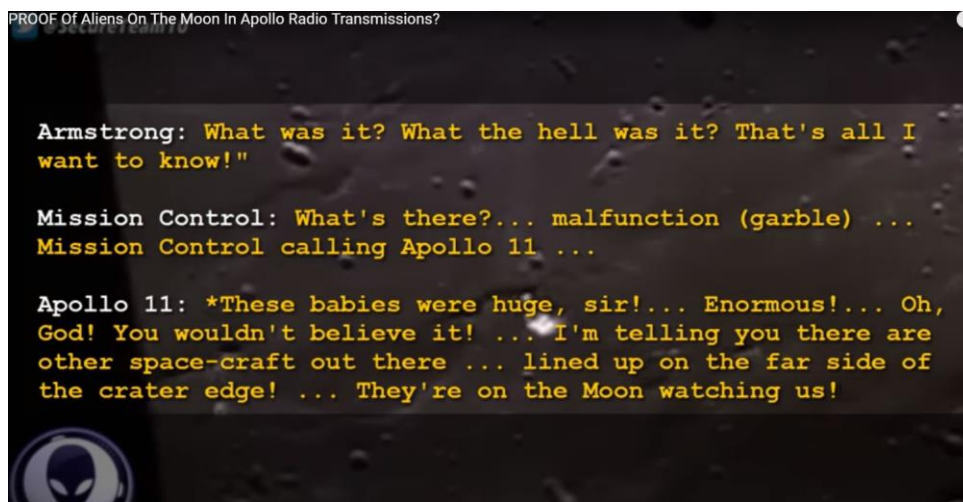 PROOF Of Aliens On The Moon In Apollo Radio Transmissions?
@SecureTeam10
Armstrong: What was it? What the hell was it? That's all I
want to know!"
Mission Control: What's there?... malfunction (garble) ...
Mission Control calling Apollo 11 ...
Apollo 11: *These babies were huge, sir!... Enormous!... Oh,
God! You wouldn't believe it! ... I'm telling you there are
other space-craft out there ... lined up on the far side of
the crater edge! ... They're on the Moon watching us!